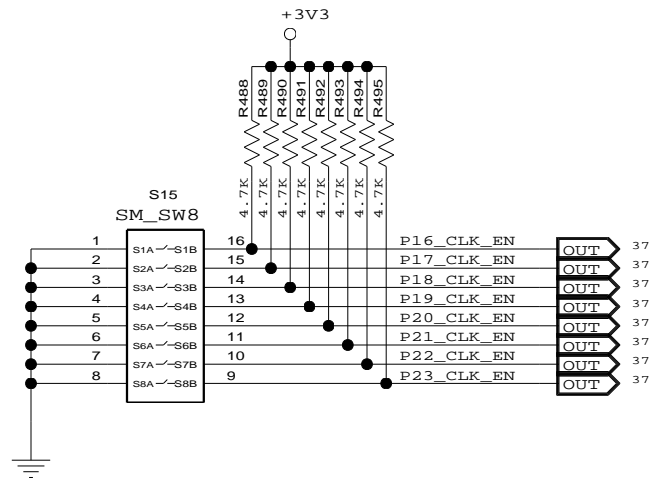 +3V3
R488
R489
R490
R491
R492
R493
R494
R495
4.7K
4.7K
4.7K
4.7K
4.7K
4.7K
4.7K
4.7K
S15
SM_SW8
1 S1A S1B 16 P16_CLK_EN OUT 37
2 S2A S2B 15 P17_CLK_EN OUT 37
3 S3A S3B 14 P18_CLK_EN OUT 37
4 S4A S4B 13 P19_CLK_EN OUT 37
5 S5A S5B 12 P20_CLK_EN OUT 37
6 S6A S6B 11 P21_CLK_EN OUT 37
7 S7A S7B 10 P22_CLK_EN OUT 37
8 S8A S8B 9 P23_CLK_EN OUT 37